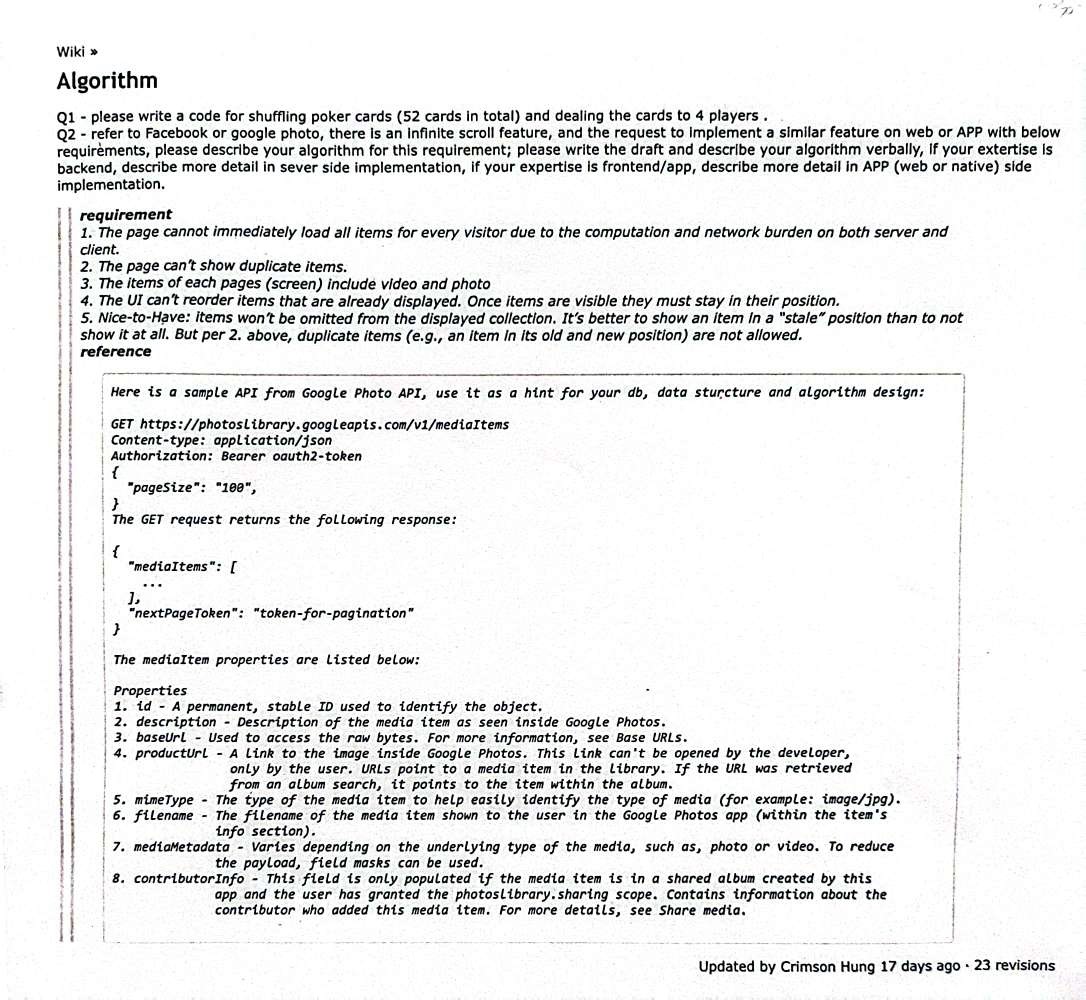 Wiki »
Algorithm
Q1 - please write a code for shuffling poker cards (52 cards in total) and dealing the cards to 4 players .
Q2 - refer to Facebook or google photo, there is an infinite scroll feature, and the request to implement a similar feature on web or APP with below
requirements, please describe your algorithm for this requirement; please write the draft and describe your algorithm verbally, if your extertise is
backend, describe more detail in sever side implementation, if your expertise is frontend/app, describe more detail in APP (web or native) side
implementation.
requirement
1. The page cannot immediately load all items for every visitor due to the computation and network burden on both server and
client.
2. The page can't show duplicate items.
3. The items of each pages (screen) include video and photo
4. The UI can't reorder items that are already displayed. Once items are visible they must stay in their position.
5. Nice-to-Have: items won't be omitted from the displayed collection. It's better to show an item in a "stale" position than to not
show it at all. But per 2. above, duplicate items (e.g., an item in its old and new position) are not allowed.
reference
Here is a sample API from Google Photo API, use it as a hint for your db, data sturcture and algorithm design:
GET https://photoslibrary.googleapis.com/v1/mediaItems
Content-type: application/json
Authorization: Bearer oauth2-token
{
"pageSize": "100",
}
The GET request returns the following response:
{
"mediaItems": [
...
],
"nextPageToken": "token-for-pagination"
}
The mediaItem properties are listed below:
Properties
1. id - A permanent, stable ID used to identify the object.
2. description - Description of the media item as seen inside Google Photos.
3. baseUrl - Used to access the raw bytes. For more information, see Base URLs.
4. productUrl - A link to the image inside Google Photos. This link can't be opened by the developer,
only by the user. URLs point to a media item in the library. If the URL was retrieved
from an album search, it points to the item within the album.
5. mimeType - The type of the media item to help easily identify the type of media (for example: image/jpg).
6. filename - The filename of the media item shown to the user in the Google Photos app (within the item's
info section).
7. mediaMetadata - Varies depending on the underlying type of the media, such as, photo or video. To reduce
the payload, field masks can be used.
8. contributorInfo - This field is only populated if the media item is in a shared album created by this
app and the user has granted the photoslibrary.sharing scope. Contains information about the
contributor who added this media item. For more details, see Share media.
Updated by Crimson Hung 17 days ago · 23 revisions